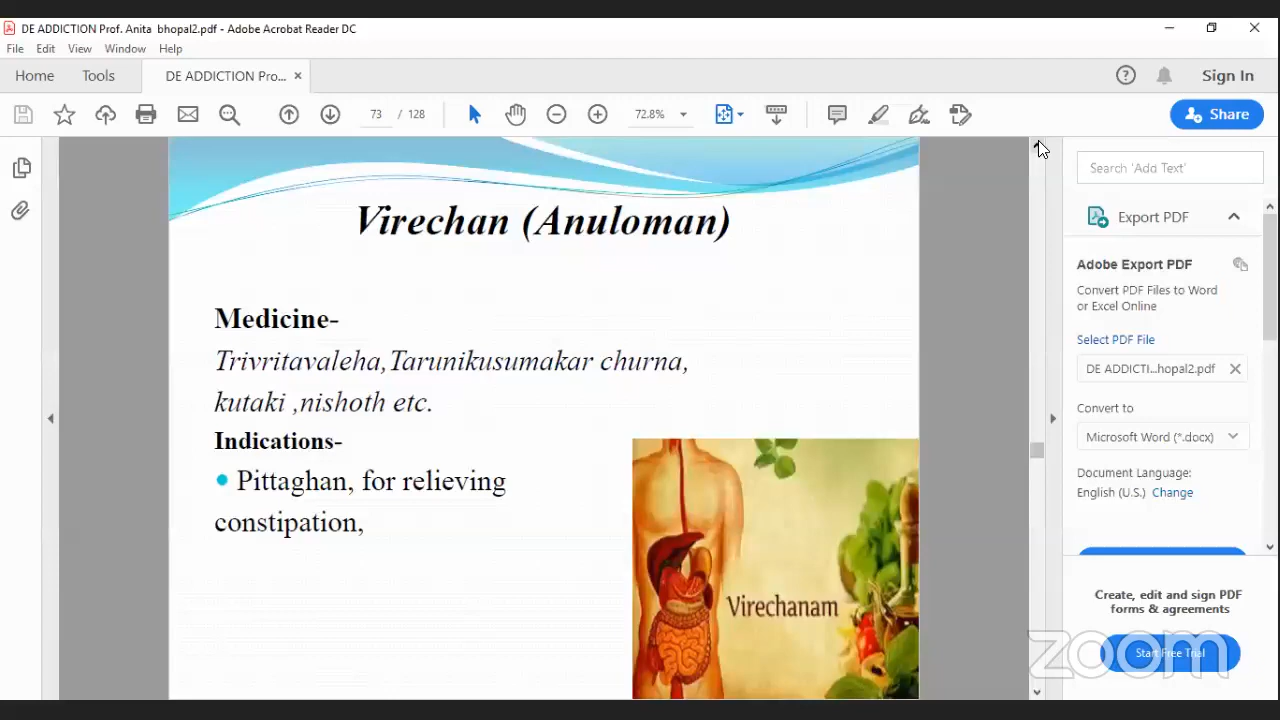 DE ADDICTION Prof. Anita bhopal2.pdf - Adobe Acrobat Reader DC
File Edit View Window Help
Home Tools DE ADDICTION Pro... × Sign In
73 / 128 72.8% Share
Virechan (Anuloman)
Medicine-
Trivritavaleha,Tarunikusumakar churna,
kutaki ,nishoth etc.
Indications-
Pittaghan, for relieving
constipation,
Virechanam
Search 'Add Text'
Export PDF
Adobe Export PDF
Convert PDF Files to Word
or Excel Online
Select PDF File
DE ADDICTI...hopal2.pdf
Convert to
Microsoft Word (*.docx)
Document Language:
English (U.S.) Change
Create, edit and sign PDF
forms & agreements
Start Free Trial
zoom